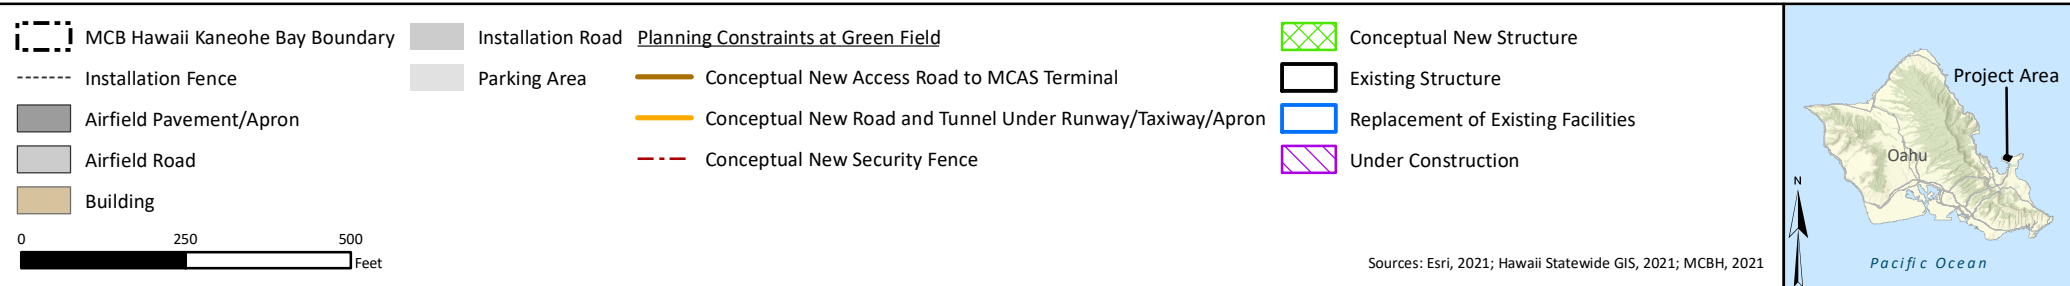 MCB Hawaii Kaneohe Bay Boundary
Installation Fence
Airfield Pavement/Apron
Airfield Road
Building
0 250 500
Feet
Installation Road
Parking Area
Planning Constraints at Green Field
Conceptual New Access Road to MCAS Terminal
Conceptual New Road and Tunnel Under Runway/Taxiway/Apron
Conceptual New Security Fence
Conceptual New Structure
Existing Structure
Replacement of Existing Facilities
Under Construction
Sources: Esri, 2021; Hawaii Statewide GIS, 2021; MCBH, 2021
Project Area
Oahu
N
Pacific Ocean